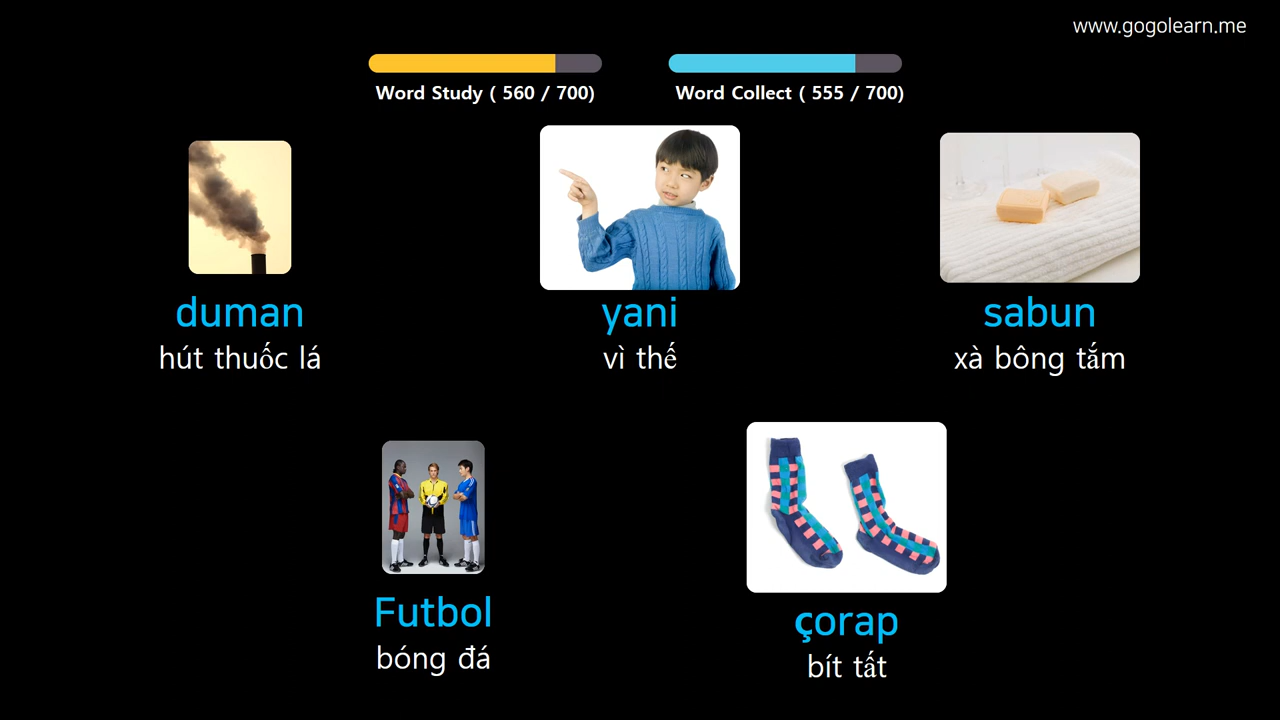 www.gogolearn.me
Word Study ( 560 / 700)
Word Collect ( 555 / 700)
duman
hút thuốc lá
yani
vì thế
sabun
xà bông tắm
Futbol
bóng đá
çorap
bít tất